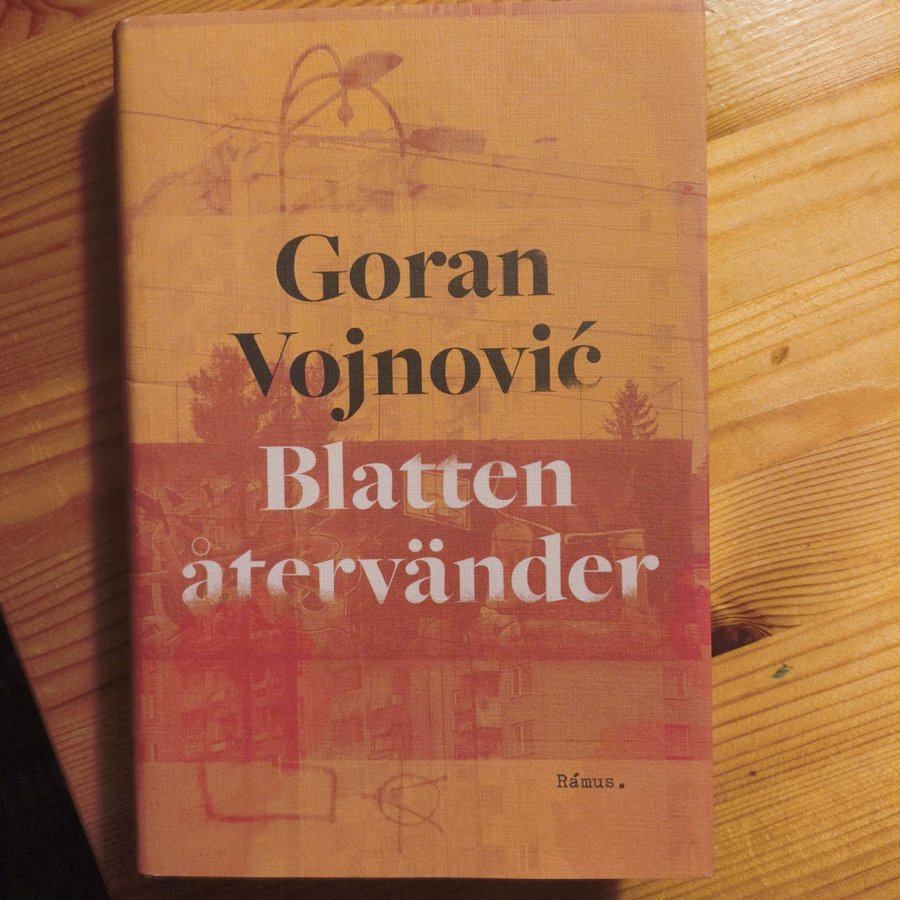 Goran
Vojnović
Blatten
återvänder
Rámus.